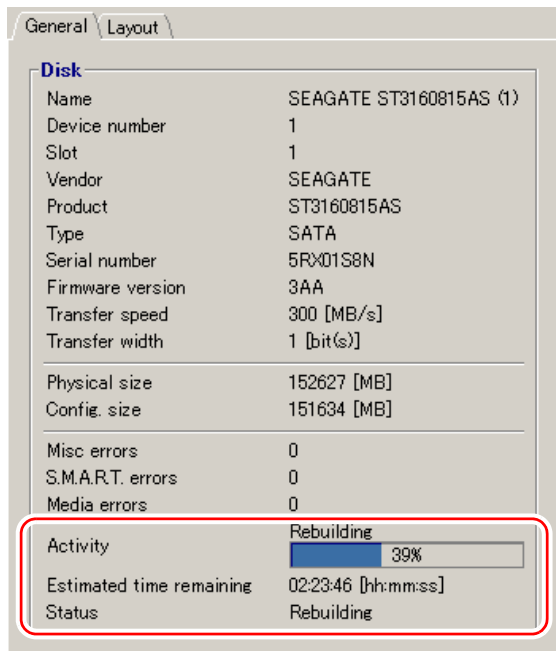 General Layout
Disk
Name SEAGATE ST3160815AS (1)
Device number 1
Slot 1
Vendor SEAGATE
Product ST3160815AS
Type SATA
Serial number 5RX01S8N
Firmware version 3AA
Transfer speed 300 [MB/s]
Transfer width 1 [bit(s)]
Physical size 152627 [MB]
Config. size 151634 [MB]
Misc errors 0
S.M.A.R.T. errors 0
Media errors 0
Activity Rebuilding
39%
Estimated time remaining 02:23:46 [hh:mm:ss]
Status Rebuilding